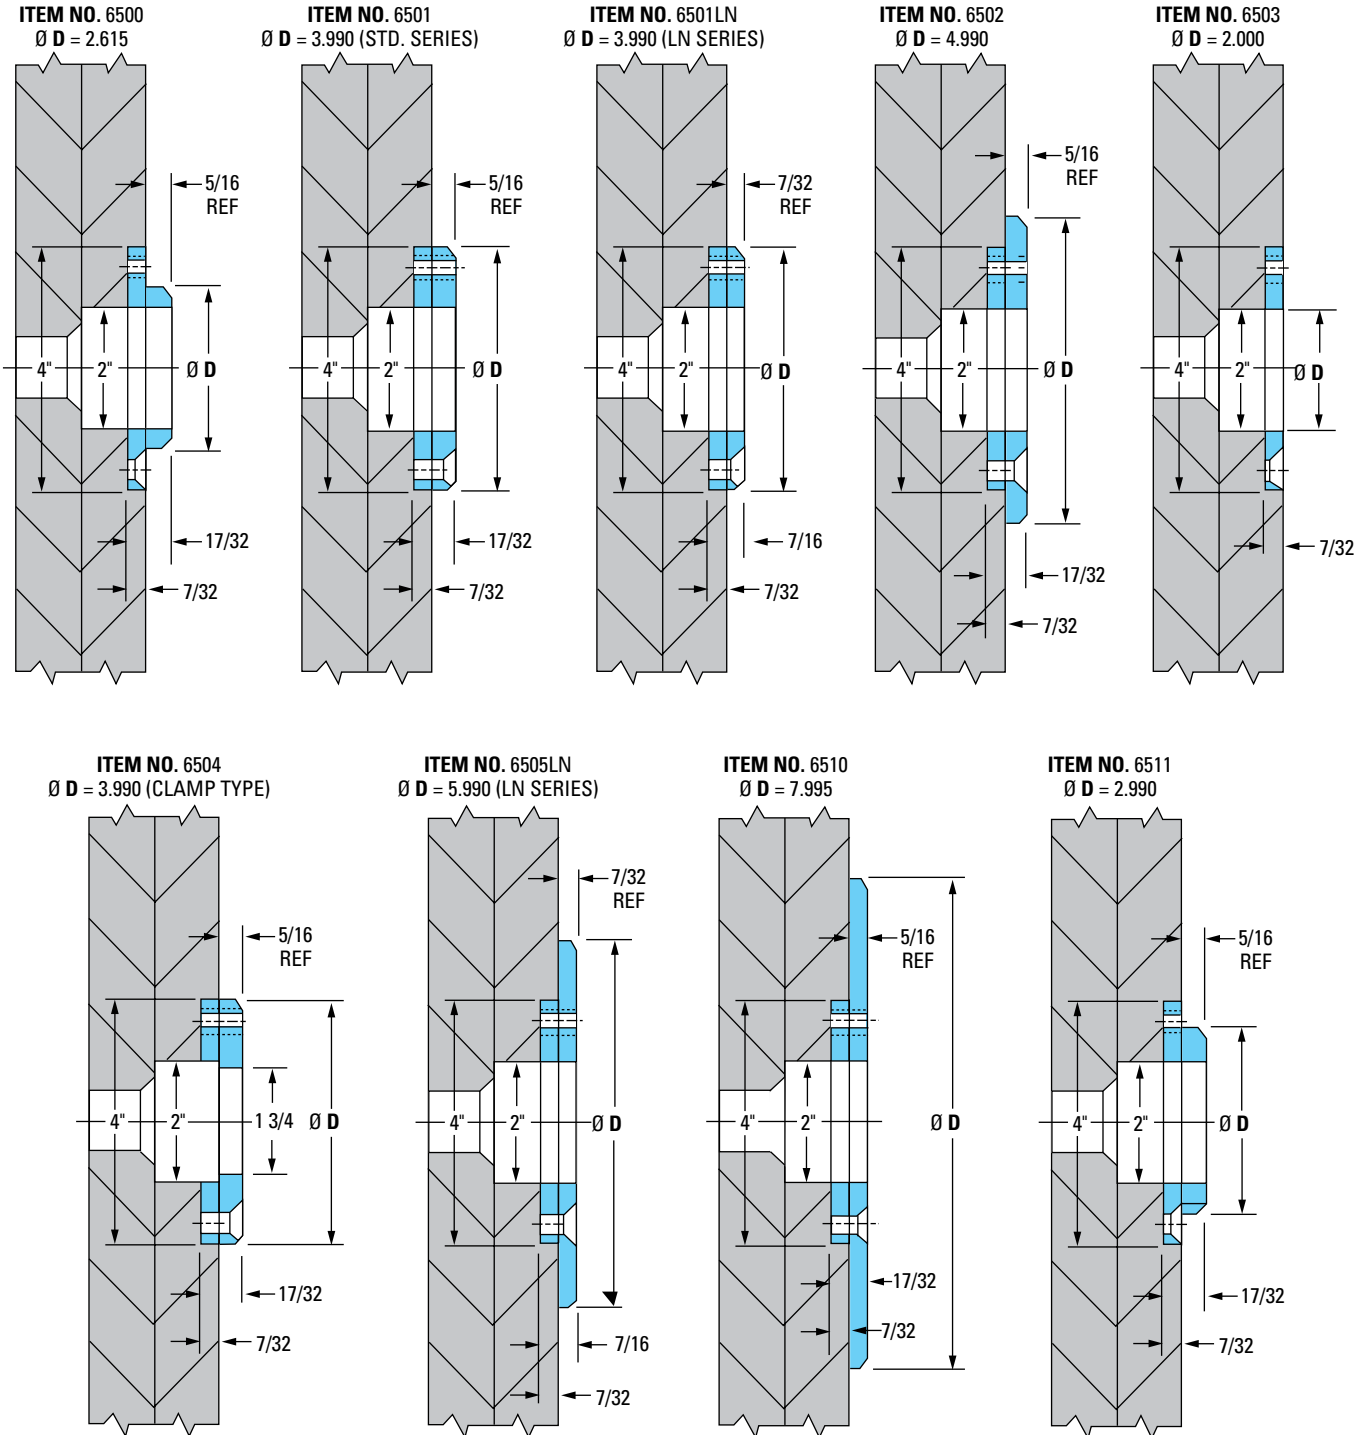 ITEM NO. 6500
Ø D = 2.615
5/16
REF
4"
2"
Ø D
17/32
7/32
ITEM NO. 6501
Ø D = 3.990 (STD. SERIES)
5/16
REF
4"
2"
Ø D
17/32
7/32
ITEM NO. 6501LN
Ø D = 3.990 (LN SERIES)
7/32
REF
4"
2"
Ø D
7/16
7/32
ITEM NO. 6502
Ø D = 4.990
5/16
REF
4"
2"
Ø D
17/32
7/32
ITEM NO. 6503
Ø D = 2.000
4"
2"
Ø D
7/32
ITEM NO. 6504
Ø D = 3.990 (CLAMP TYPE)
5/16
REF
4"
2"
1 3/4
Ø D
17/32
7/32
ITEM NO. 6505LN
Ø D = 5.990 (LN SERIES)
7/32
REF
4"
2"
Ø D
7/16
7/32
ITEM NO. 6510
Ø D = 7.995
5/16
REF
4"
2"
Ø D
17/32
7/32
ITEM NO. 6511
Ø D = 2.990
5/16
REF
4"
2"
Ø D
17/32
7/32